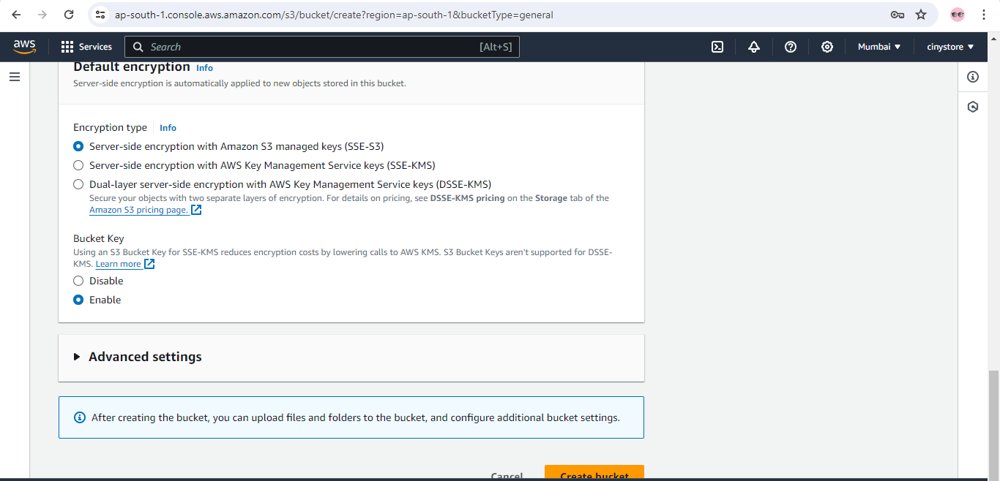 ap-south-1.console.aws.amazon.com/s3/bucket/create?region=ap-south-1&bucketType=general
aws Services Search [Alt+S] Mumbai cinystore
Default encryption Info
Server-side encryption is automatically applied to new objects stored in this bucket.
Encryption type Info
Server-side encryption with Amazon S3 managed keys (SSE-S3)
Server-side encryption with AWS Key Management Service keys (SSE-KMS)
Dual-layer server-side encryption with AWS Key Management Service keys (DSSE-KMS)
Secure your objects with two separate layers of encryption. For details on pricing, see DSSE-KMS pricing on the Storage tab of the
Amazon S3 pricing page.
Bucket Key
Using an S3 Bucket Key for SSE-KMS reduces encryption costs by lowering calls to AWS KMS. S3 Bucket Keys aren't supported for DSSE-
KMS. Learn more
Disable
Enable
Advanced settings
After creating the bucket, you can upload files and folders to the bucket, and configure additional bucket settings.
Cancel Create bucket